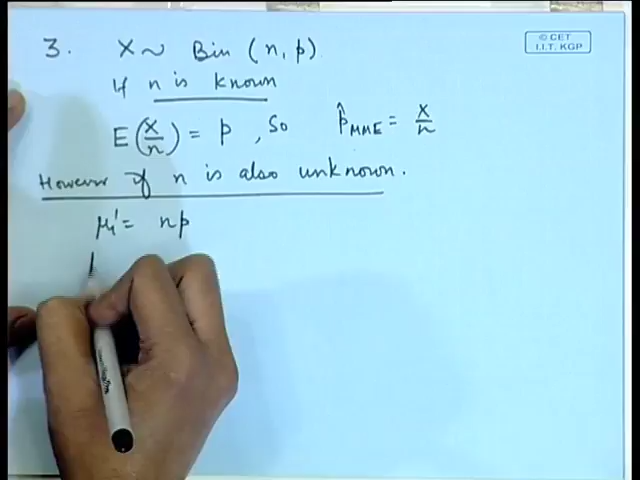 3. X ~ Bin (n, p)
© CET
I.I.T. KGP
If n is known
E(X/n) = p , So p̂MME = X/n
However if n is also unknown.
μ₁' = np